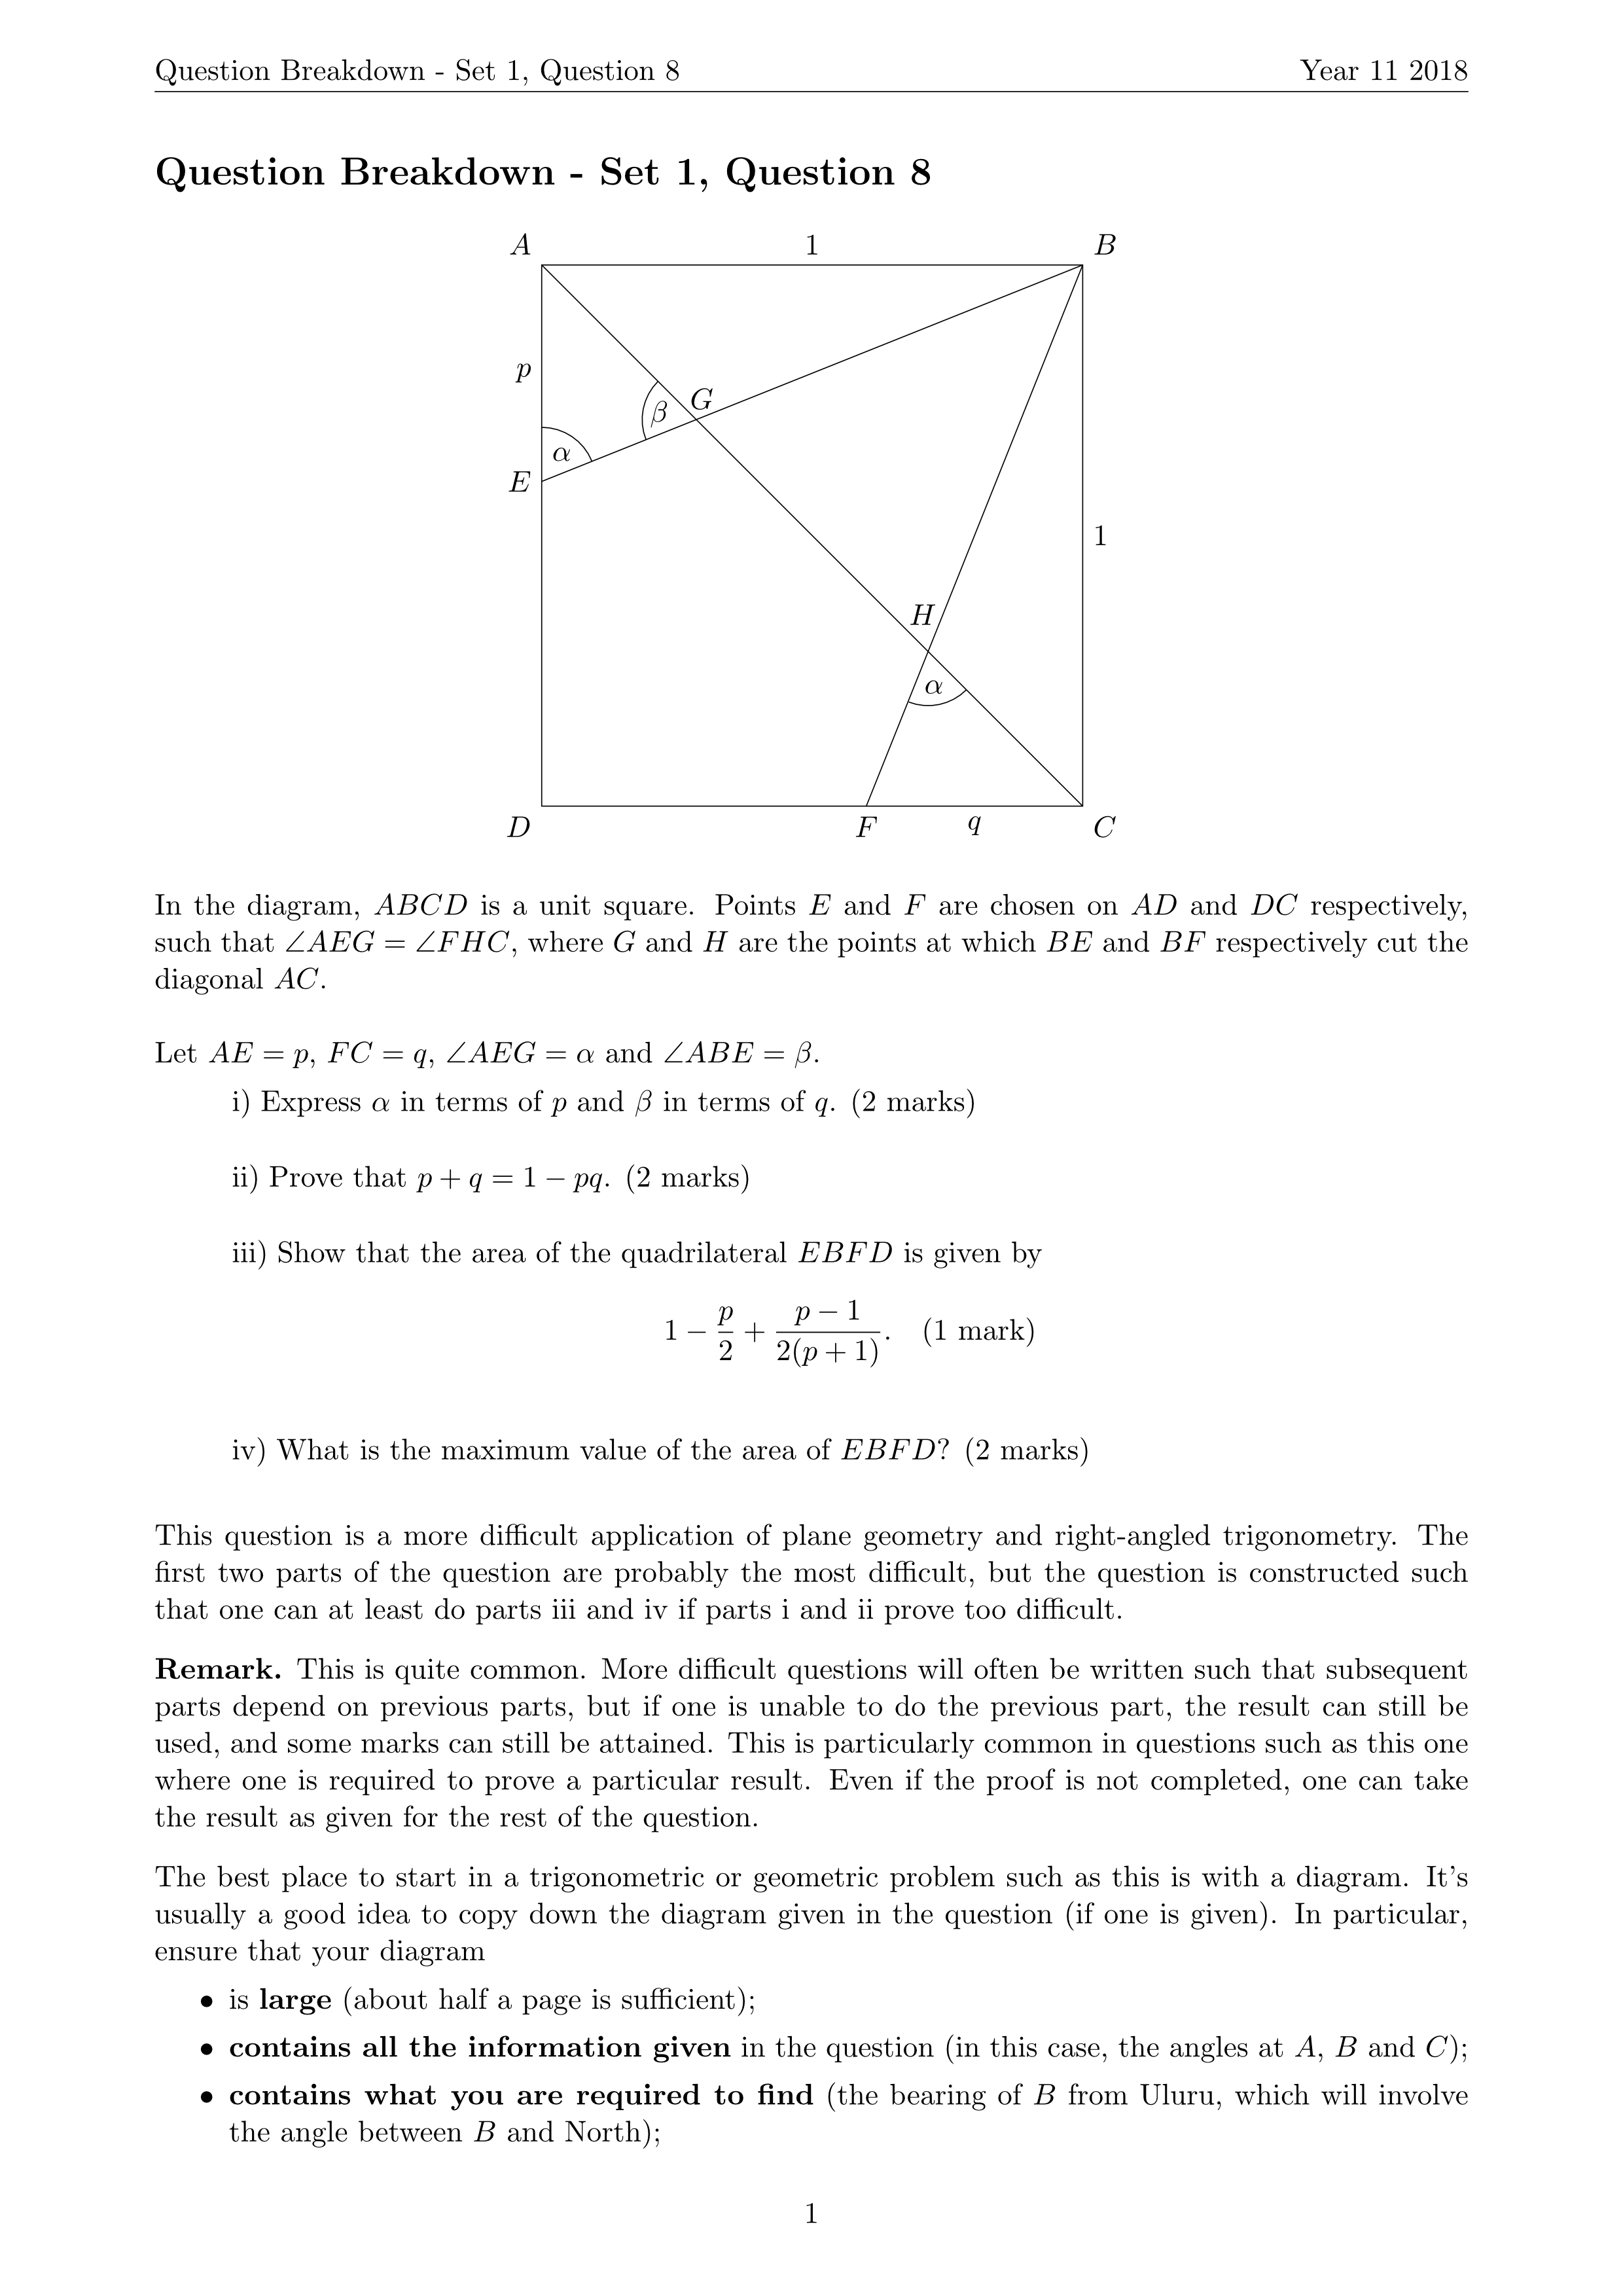 Question Breakdown - Set 1, Question 8 Year 11 2018
Question Breakdown - Set 1, Question 8
A 1 B
p
G
β
α
E
1
H
α
D F q C
In the diagram, ABCD is a unit square. Points E and F are chosen on AD and DC respectively,
such that ∠AEG = ∠FHC, where G and H are the points at which BE and BF respectively cut the
diagonal AC.
Let AE = p, FC = q, ∠AEG = α and ∠ABE = β.
i) Express α in terms of p and β in terms of q. (2 marks)
ii) Prove that p + q = 1 − pq. (2 marks)
iii) Show that the area of the quadrilateral EBFD is given by
1 − p/2 + (p − 1)/(2(p + 1)). (1 mark)
iv) What is the maximum value of the area of EBFD? (2 marks)
This question is a more difficult application of plane geometry and right-angled trigonometry. The
first two parts of the question are probably the most difficult, but the question is constructed such
that one can at least do parts iii and iv if parts i and ii prove too difficult.
Remark. This is quite common. More difficult questions will often be written such that subsequent
parts depend on previous parts, but if one is unable to do the previous part, the result can still be
used, and some marks can still be attained. This is particularly common in questions such as this one
where one is required to prove a particular result. Even if the proof is not completed, one can take
the result as given for the rest of the question.
The best place to start in a trigonometric or geometric problem such as this is with a diagram. It's
usually a good idea to copy down the diagram given in the question (if one is given). In particular,
ensure that your diagram
• is large (about half a page is sufficient);
• contains all the information given in the question (in this case, the angles at A, B and C);
• contains what you are required to find (the bearing of B from Uluru, which will involve
the angle between B and North);
1